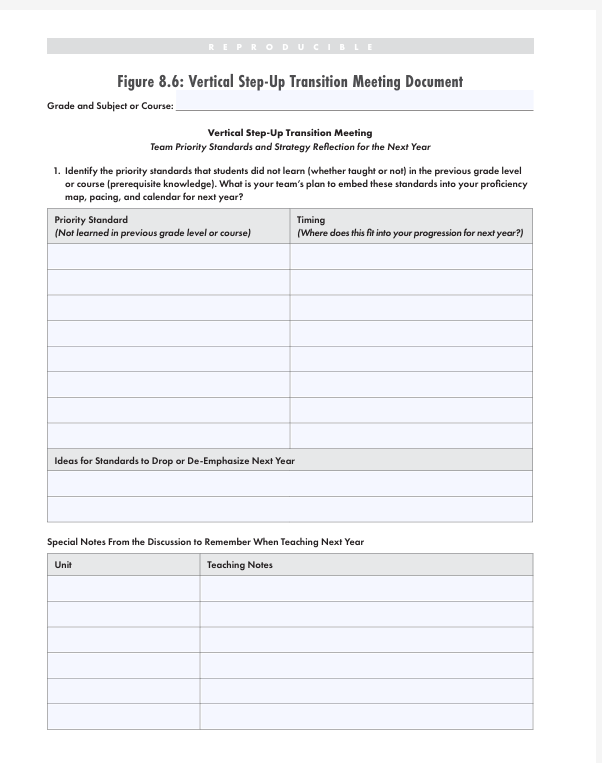 REPRODUCIBLE
Figure 8.6: Vertical Step-Up Transition Meeting Document
Grade and Subject or Course:
Vertical Step-Up Transition Meeting
Team Priority Standards and Strategy Reflection for the Next Year
1. Identify the priority standards that students did not learn (whether taught or not) in the previous grade level
or course (prerequisite knowledge). What is your team's plan to embed these standards into your proficiency
map, pacing, and calendar for next year?
Priority Standard
(Not learned in previous grade level or course)
Timing
(Where does this fit into your progression for next year?)
Ideas for Standards to Drop or De-Emphasize Next Year
Special Notes From the Discussion to Remember When Teaching Next Year
Unit
Teaching Notes